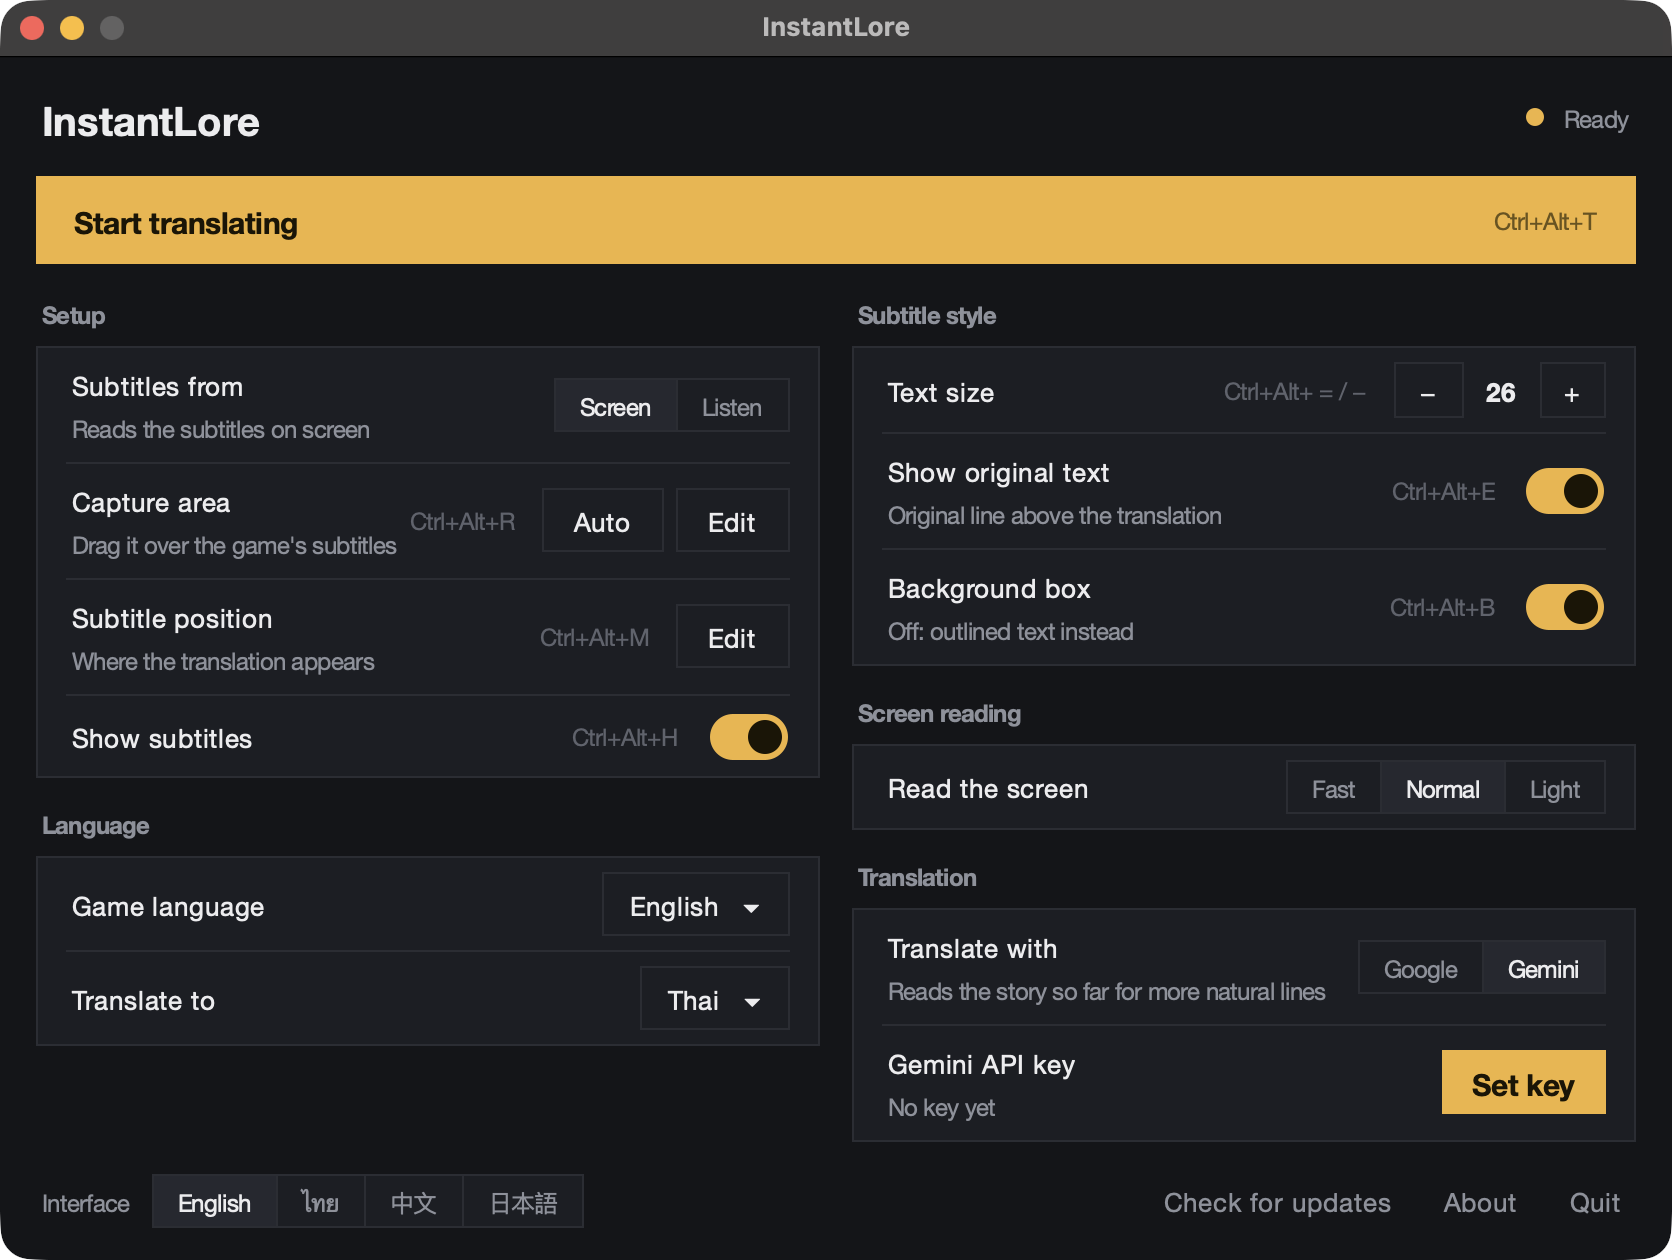 InstantLore
InstantLore
Ready
Start translating
Ctrl+Alt+T
Setup
Subtitles from
Reads the subtitles on screen
Screen
Listen
Capture area
Drag it over the game's subtitles
Ctrl+Alt+R
Auto
Edit
Subtitle position
Where the translation appears
Ctrl+Alt+M
Edit
Show subtitles
Ctrl+Alt+H
Language
Game language
English
Translate to
Thai
Subtitle style
Text size
Ctrl+Alt+ = / −
−
26
+
Show original text
Original line above the translation
Ctrl+Alt+E
Background box
Off: outlined text instead
Ctrl+Alt+B
Screen reading
Read the screen
Fast
Normal
Light
Translation
Translate with
Reads the story so far for more natural lines
Google
Gemini
Gemini API key
No key yet
Set key
Interface
English
ไทย
中文
日本語
Check for updates
About
Quit